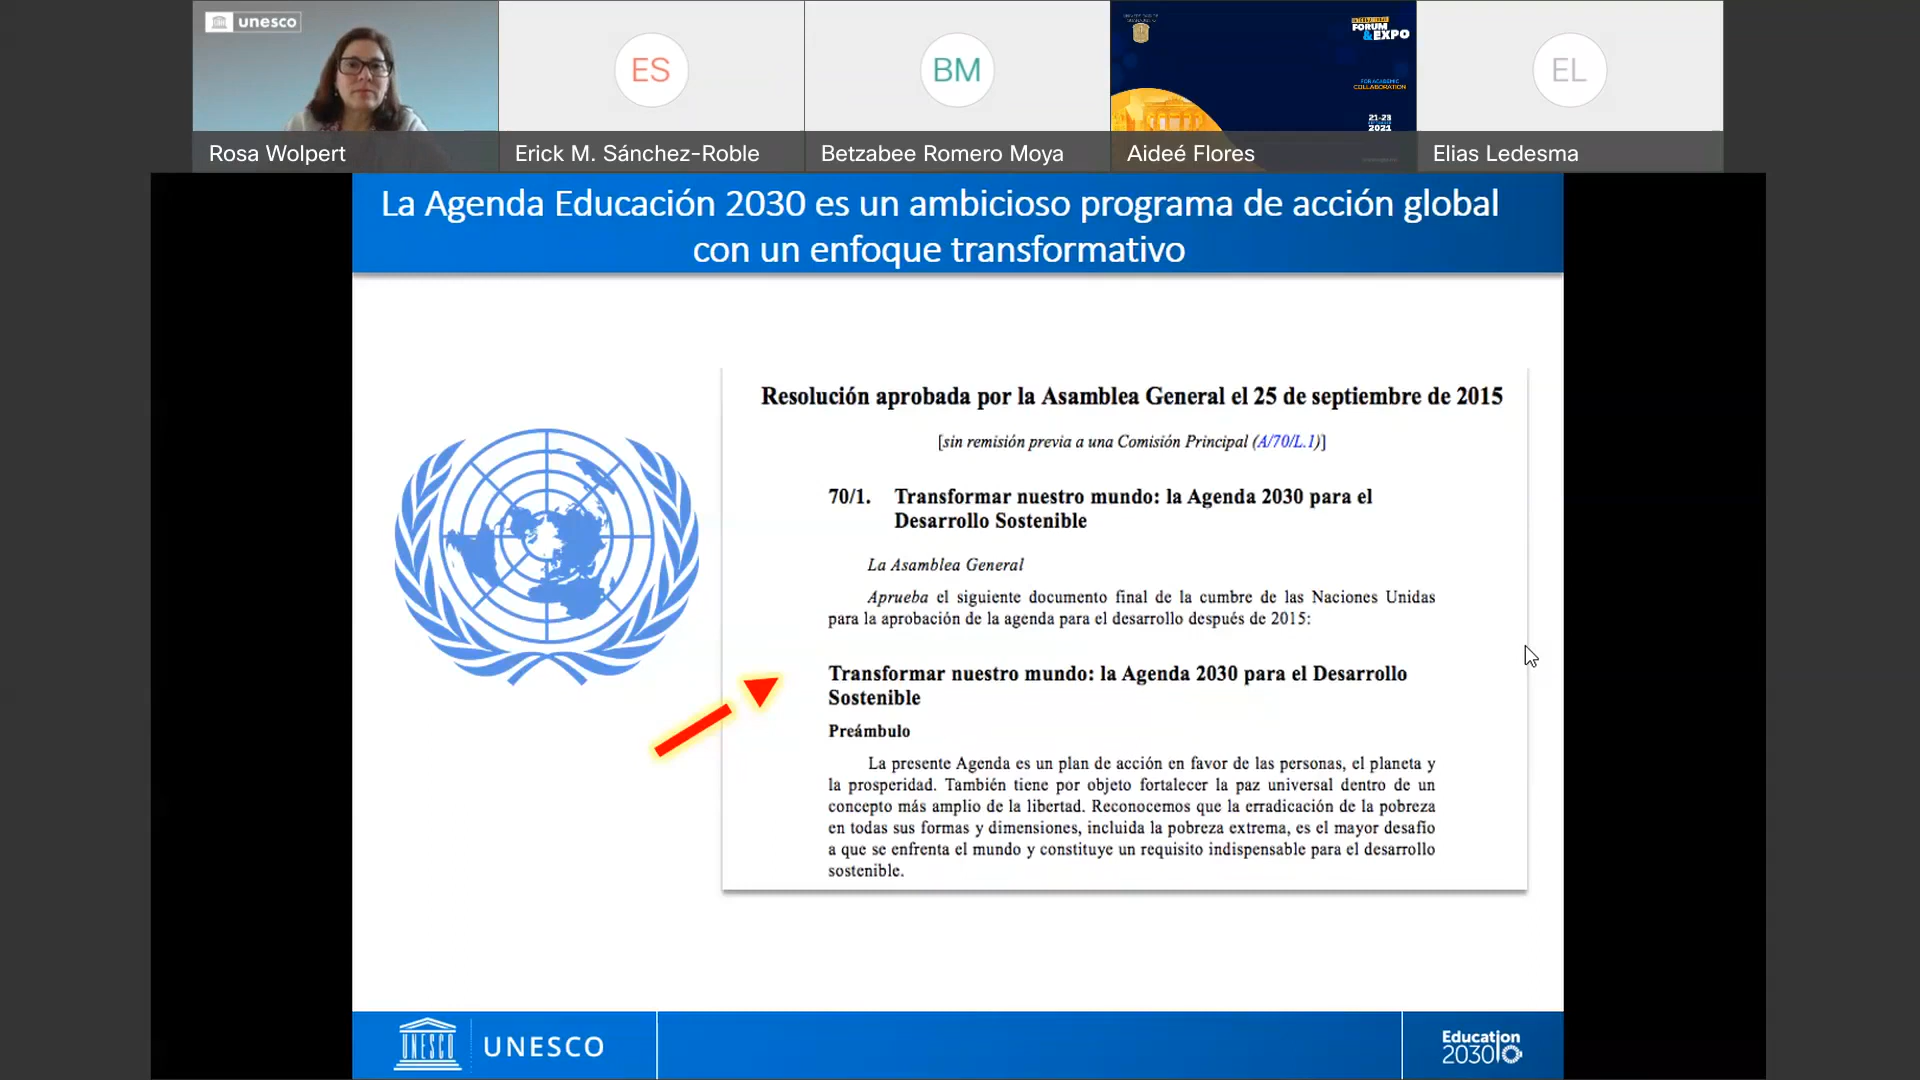 unesco
ES
BM
INTERNATIONAL
FORUM
&EXPO
FOR ACADEMIC
COLLABORATION
21-23
2021
EL
Rosa Wolpert
Erick M. Sánchez-Roble
Betzabee Romero Moya
Aideé Flores
Elias Ledesma
La Agenda Educación 2030 es un ambicioso programa de acción global
con un enfoque transformativo
Resolución aprobada por la Asamblea General el 25 de septiembre de 2015
[sin remisión previa a una Comisión Principal (A/70/L.1)]
70/1. Transformar nuestro mundo: la Agenda 2030 para el
Desarrollo Sostenible
La Asamblea General
Aprueba el siguiente documento final de la cumbre de las Naciones Unidas
para la aprobación de la agenda para el desarrollo después de 2015:
Transformar nuestro mundo: la Agenda 2030 para el Desarrollo
Sostenible
Preámbulo
La presente Agenda es un plan de acción en favor de las personas, el planeta y
la prosperidad. También tiene por objeto fortalecer la paz universal dentro de un
concepto más amplio de la libertad. Reconocemos que la erradicación de la pobreza
en todas sus formas y dimensiones, incluida la pobreza extrema, es el mayor desafío
a que se enfrenta el mundo y constituye un requisito indispensable para el desarrollo
sostenible.
UNESCO
UNESCO
Education
2030